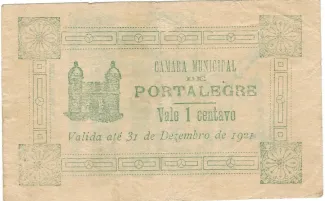 CAMARA MUNICIPAL
DE
PORTALEGRE
Vale 1 centavo
Valida até 31 de Dezembro de